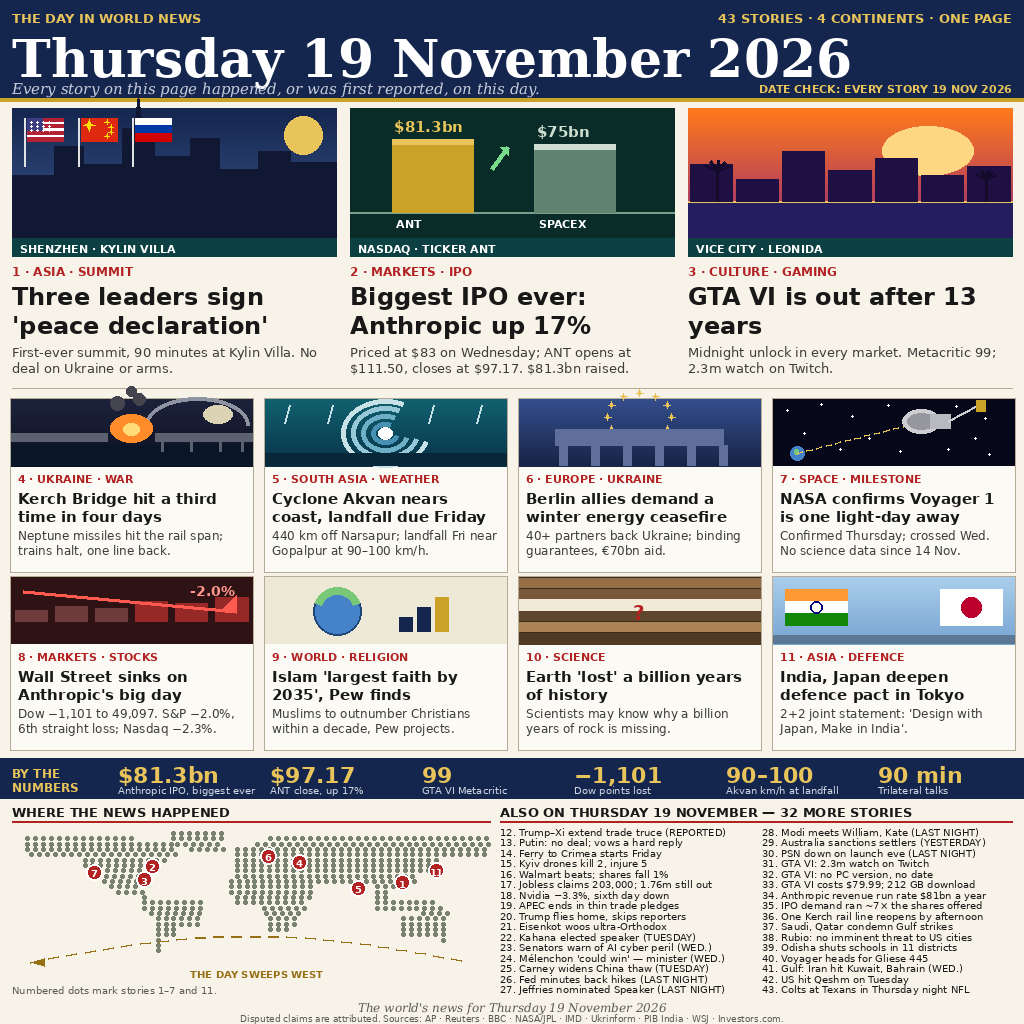 THE DAY IN WORLD NEWS
43 STORIES · 4 CONTINENTS · ONE PAGE
Thursday 19 November 2026
Every story on this page happened, or was first reported, on this day.
DATE CHECK: EVERY STORY 19 NOV 2026
SHENZHEN · KYLIN VILLA
1 · ASIA · SUMMIT
Three leaders sign
'peace declaration'
First-ever summit, 90 minutes at Kylin Villa. No
deal on Ukraine or arms.
$81.3bn
$75bn
ANT
SPACEX
NASDAQ · TICKER ANT
2 · MARKETS · IPO
Biggest IPO ever:
Anthropic up 17%
Priced at $83 on Wednesday; ANT opens at
$111.50, closes at $97.17. $81.3bn raised.
VICE CITY · LEONIDA
3 · CULTURE · GAMING
GTA VI is out after 13
years
Midnight unlock in every market. Metacritic 99;
2.3m watch on Twitch.
4 · UKRAINE · WAR
Kerch Bridge hit a third
time in four days
Neptune missiles hit the rail span;
trains halt, one line back.
5 · SOUTH ASIA · WEATHER
Cyclone Akvan nears
coast, landfall due Friday
440 km off Narsapur; landfall Fri near
Gopalpur at 90–100 km/h.
6 · EUROPE · UKRAINE
Berlin allies demand a
winter energy ceasefire
40+ partners back Ukraine; binding
guarantees, €70bn aid.
7 · SPACE · MILESTONE
NASA confirms Voyager 1
is one light-day away
Confirmed Thursday; crossed Wed.
No science data since 14 Nov.
-2.0%
8 · MARKETS · STOCKS
Wall Street sinks on
Anthropic's big day
Dow −1,101 to 49,097. S&P −2.0%,
6th straight loss; Nasdaq −2.3%.
9 · WORLD · RELIGION
Islam 'largest faith by
2035', Pew finds
Muslims to outnumber Christians
within a decade, Pew projects.
?
10 · SCIENCE
Earth 'lost' a billion years
of history
Scientists may know why a billion
years of rock is missing.
11 · ASIA · DEFENCE
India, Japan deepen
defence pact in Tokyo
2+2 joint statement: 'Design with
Japan, Make in India'.
BY THE
NUMBERS
$81.3bn
Anthropic IPO, biggest ever
$97.17
ANT close, up 17%
99
GTA VI Metacritic
−1,101
Dow points lost
90–100
Akvan km/h at landfall
90 min
Trilateral talks
WHERE THE NEWS HAPPENED
7
2
3
6
4
5
1
11
THE DAY SWEEPS WEST
Numbered dots mark stories 1–7 and 11.
ALSO ON THURSDAY 19 NOVEMBER — 32 MORE STORIES
12. Trump–Xi extend trade truce (REPORTED)
13. Putin: no deal; vows a hard reply
14. Ferry to Crimea starts Friday
15. Kyiv drones kill 2, injure 5
16. Walmart beats; shares fall 1%
17. Jobless claims 203,000; 1.76m still out
18. Nvidia −3.3%, sixth day down
19. APEC ends in thin trade pledges
20. Trump flies home, skips reporters
21. Eisenkot woos ultra-Orthodox
22. Kahana elected speaker (TUESDAY)
23. Senators warn of AI cyber peril (WED.)
24. Mélenchon 'could win' — minister (WED.)
25. Carney widens China thaw (TUESDAY)
26. Fed minutes back hikes (LAST NIGHT)
27. Jeffries nominated Speaker (LAST NIGHT)
28. Modi meets William, Kate (LAST NIGHT)
29. Australia sanctions settlers (YESTERDAY)
30. PSN down on launch eve (LAST NIGHT)
31. GTA VI: 2.3m watch on Twitch
32. GTA VI: no PC version, no date
33. GTA VI costs $79.99; 212 GB download
34. Anthropic revenue run rate $81bn a year
35. IPO demand ran ~7× the shares offered
36. One Kerch rail line reopens by afternoon
37. Saudi, Qatar condemn Gulf strikes
38. Rubio: no imminent threat to US cities
39. Odisha shuts schools in 11 districts
40. Voyager heads for Gliese 445
41. Gulf: Iran hit Kuwait, Bahrain (WED.)
42. US hit Qeshm on Tuesday
43. Colts at Texans in Thursday night NFL
The world's news for Thursday 19 November 2026
Disputed claims are attributed. Sources: AP · Reuters · BBC · NASA/JPL · IMD · Ukrinform · PIB India · WSJ · Investors.com.